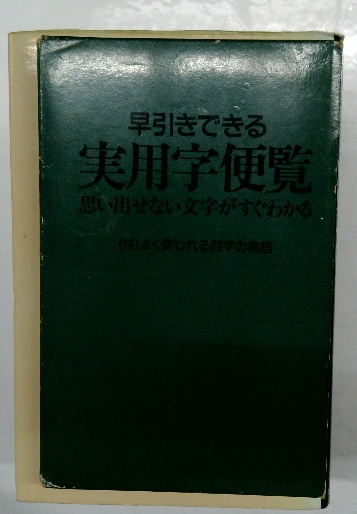 早引きできる
実用字便覧
思い出せない文字がすぐわかる
〈付〉よく使われる四字の熟語